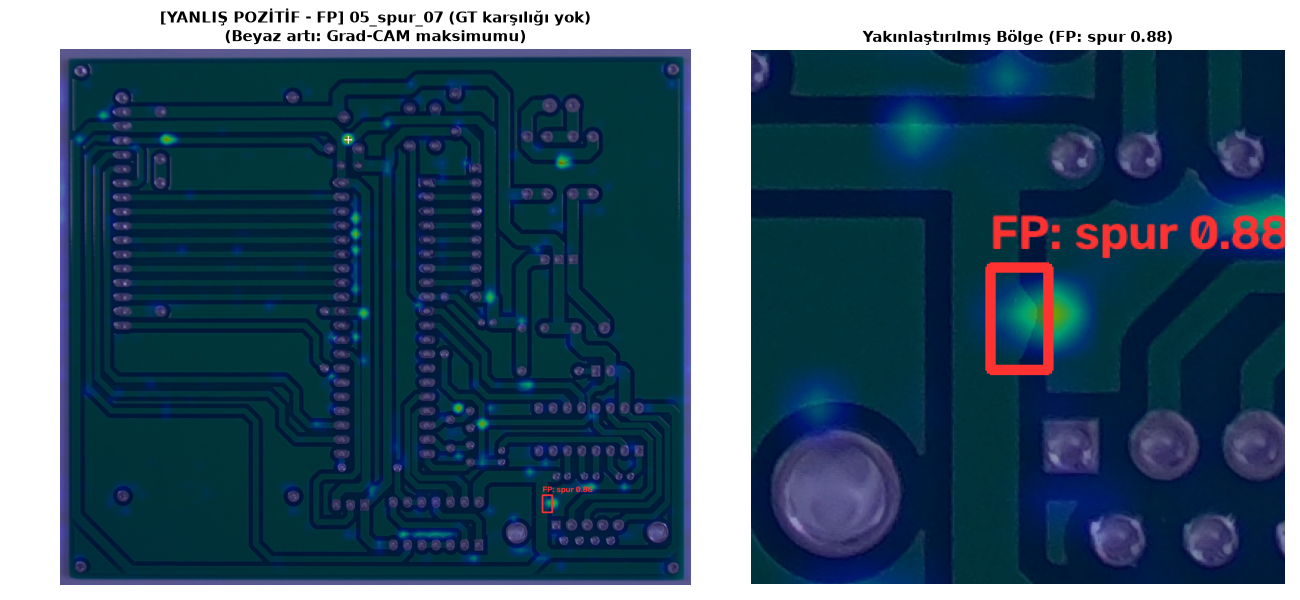 [YANLIŞ POZİTİF - FP] 05_spur_07 (GT karşılığı yok)
(Beyaz artı: Grad-CAM maksimumu)
Yakınlaştırılmış Bölge (FP: spur 0.88)
FP: spur 0.88
FP: spur 0.88